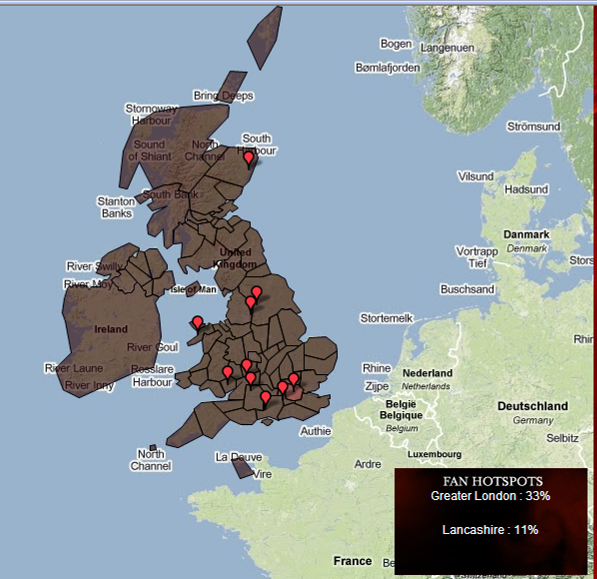 Bogen
Langenuen
Bømlafjorden
Bring Deeps
Stornoway
Harbour
Strömsund
Sound
of Shiant
North
Channel
South
Harbour
Vilsund
Hadsund
South Bank
Stanton
Banks
Danmark
Denmark
Vertrapp
Tief
United
Kingdom
River Swilly
River Moy
Isle of Man
Buschsand
Stortemelk
Ireland
River Goul
River Laune
Rosslare
Harbour
River Inny
Rhine
Zijpe
Nederland
Netherlands
België
Belgique
Belgium
Deutschland
Germany
Authie
Selbitz
North
Channel
La Dauve
Vire
Ardre
Luxembourg
FAN HOTSPOTS
Greater London : 33%
Lancashire : 11%
France